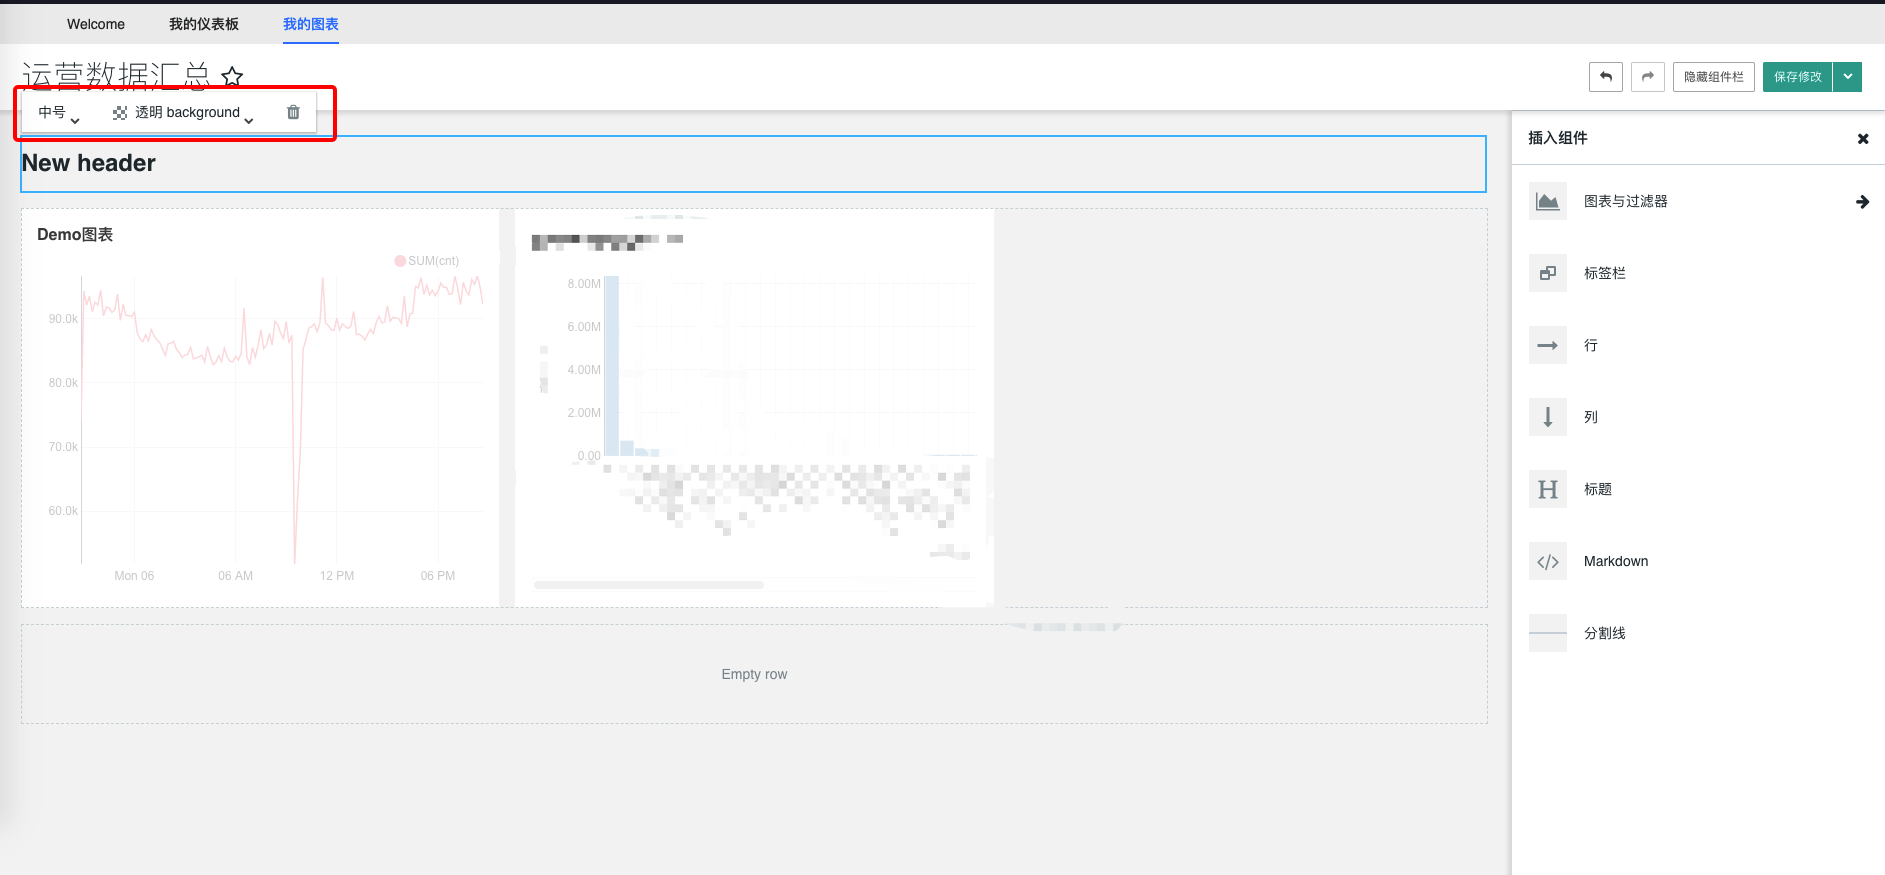 Welcome 我的仪表板 我的图表
运营数据汇总
隐藏组件栏 保存修改
中号 透明 background
New header
Demo图表
SUM(cnt)
90.0k
80.0k
70.0k
60.0k
Mon 06 06 AM 12 PM 06 PM
8.00M
6.00M
4.00M
2.00M
0.00
Empty row
插入组件
图表与过滤器
标签栏
行
列
H 标题
</> Markdown
分割线